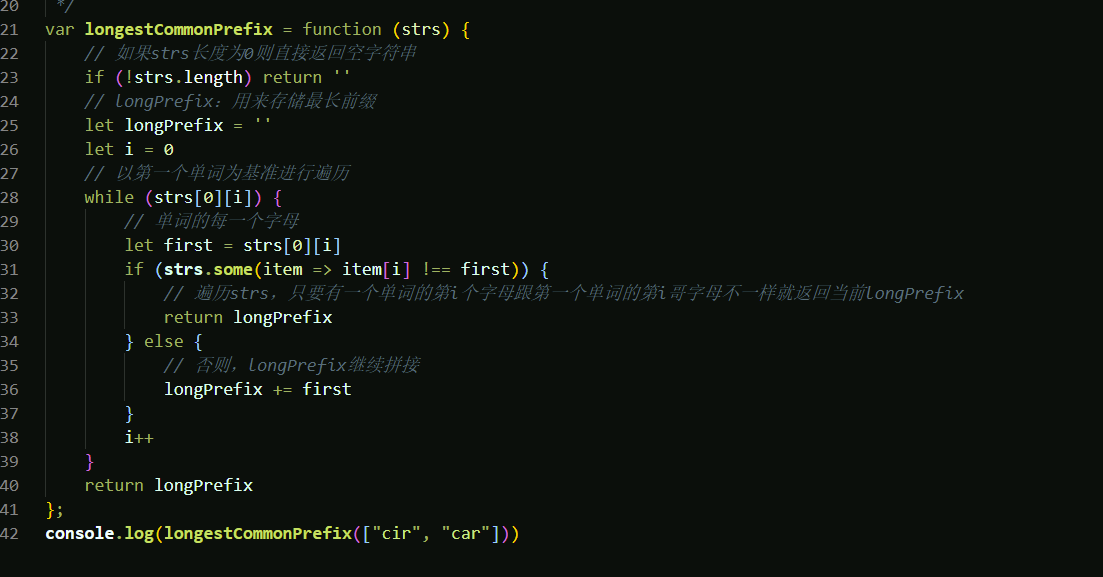 20 */
21 var longestCommonPrefix = function (strs) {
22 // 如果strs长度为0则直接返回空字符串
23 if (!strs.length) return ''
24 // longPrefix：用来存储最长前缀
25 let longPrefix = ''
26 let i = 0
27 // 以第一个单词为基准进行遍历
28 while (strs[0][i]) {
29 // 单词的每一个字母
30 let first = strs[0][i]
31 if (strs.some(item => item[i] !== first)) {
32 // 遍历strs，只要有一个单词的第i个字母跟第一个单词的第i哥字母不一样就返回当前longPrefix
33 return longPrefix
34 } else {
35 // 否则，longPrefix继续拼接
36 longPrefix += first
37 }
38 i++
39 }
40 return longPrefix
41 };
42 console.log(longestCommonPrefix(["cir", "car"]))